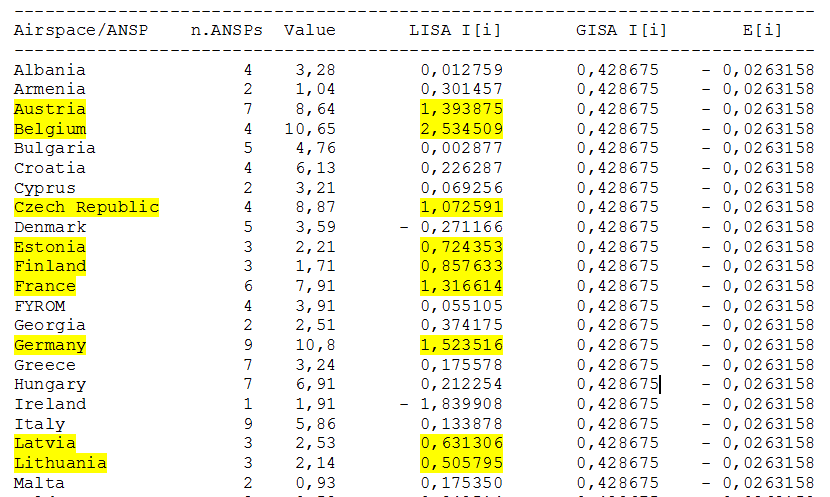 Airspace/ANSP n.ANSPs Value LISA I[i] GISA I[i] E[i]
Albania 4 3,28 0,012759 0,428675 - 0,0263158
Armenia 2 1,04 0,301457 0,428675 - 0,0263158
Austria 7 8,64 1,393875 0,428675 - 0,0263158
Belgium 4 10,65 2,534509 0,428675 - 0,0263158
Bulgaria 5 4,76 0,002877 0,428675 - 0,0263158
Croatia 4 6,13 0,226287 0,428675 - 0,0263158
Cyprus 2 3,21 0,069256 0,428675 - 0,0263158
Czech Republic 4 8,87 1,072591 0,428675 - 0,0263158
Denmark 5 3,59 - 0,271166 0,428675 - 0,0263158
Estonia 3 2,21 0,724353 0,428675 - 0,0263158
Finland 3 1,71 0,857633 0,428675 - 0,0263158
France 6 7,91 1,316614 0,428675 - 0,0263158
FYROM 4 3,91 0,055105 0,428675 - 0,0263158
Georgia 2 2,51 0,374175 0,428675 - 0,0263158
Germany 9 10,8 1,523516 0,428675 - 0,0263158
Greece 7 3,24 0,175578 0,428675 - 0,0263158
Hungary 7 6,91 0,212254 0,428675 - 0,0263158
Ireland 1 1,91 - 1,839908 0,428675 - 0,0263158
Italy 9 5,86 0,133878 0,428675 - 0,0263158
Latvia 3 2,53 0,631306 0,428675 - 0,0263158
Lithuania 3 2,14 0,505795 0,428675 - 0,0263158
Malta 2 0,93 0,175350 0,428675 - 0,0263158